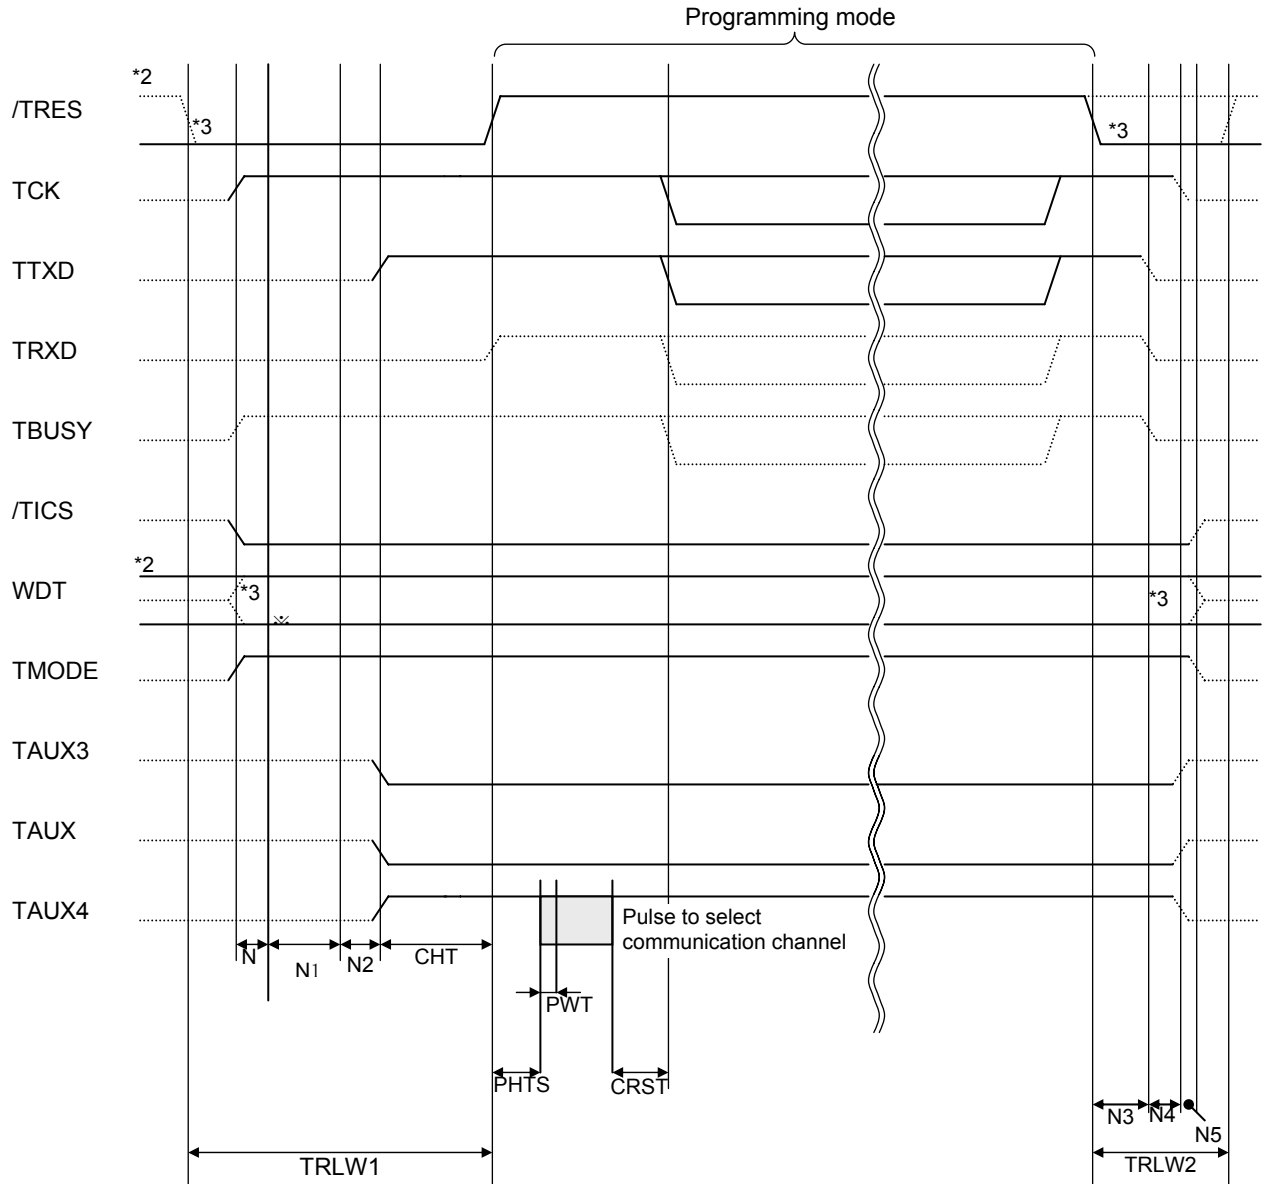 Programming mode
*2
/TRES
*3
*3
TCK
TTXD
TRXD
TBUSY
/TICS
*2
WDT
*3
*3
※
TMODE
TAUX3
TAUX
TAUX4
Pulse to select
communication channel
N
N1
N2
CHT
PWT
PHTS
CRST
N3
N4
N5
TRLW1
TRLW2